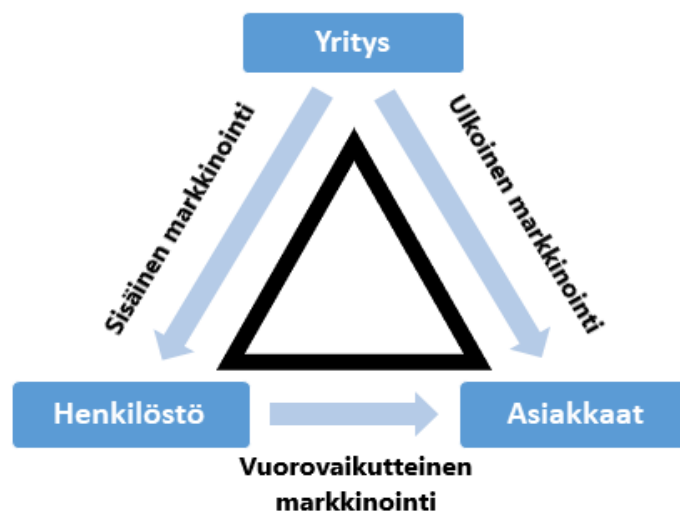 Yritys
Sisäinen markkinointi
Ulkoinen markkinointi
Henkilöstö
Asiakkaat
Vuorovaikutteinen
markkinointi